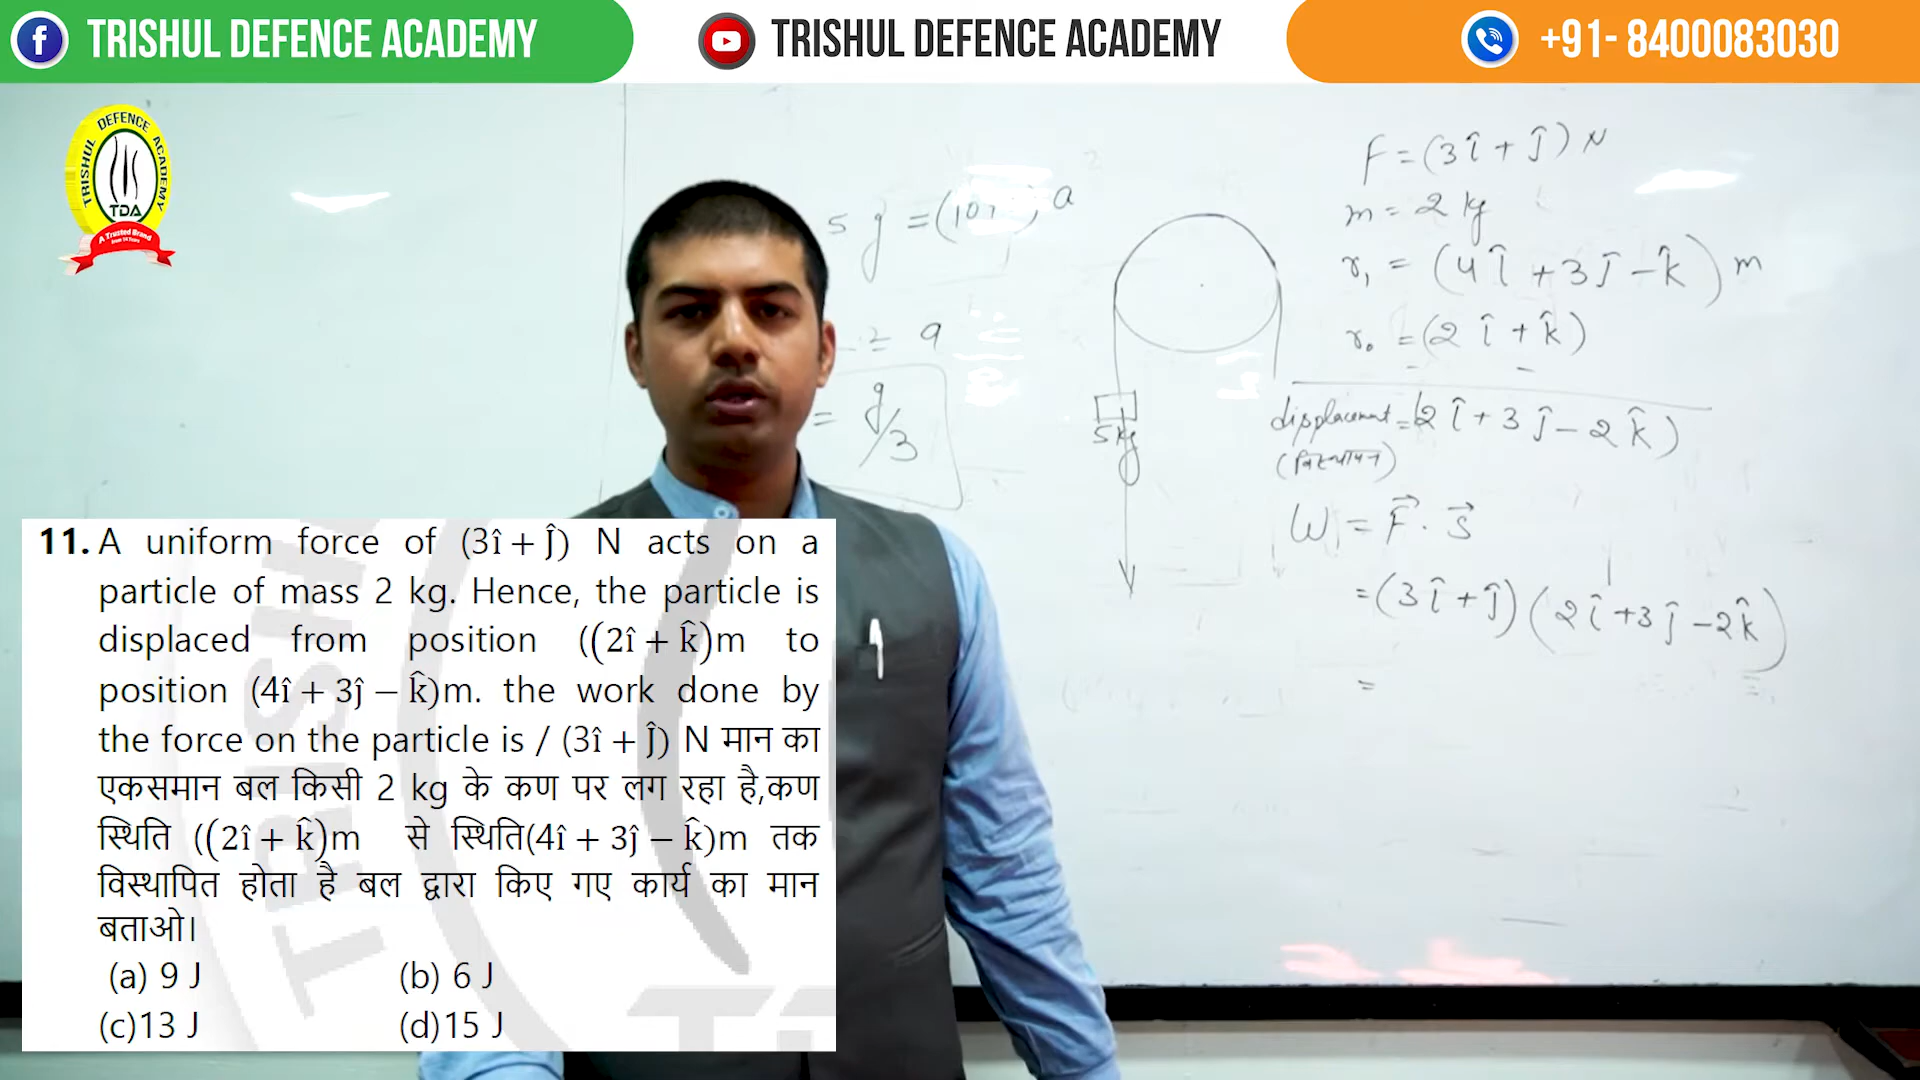 TRISHUL DEFENCE ACADEMY
TRISHUL DEFENCE ACADEMY
+91- 8400083030
TRISHUL DEFENCE ACADEMY
TDA
A Trusted Brand
F = (3î + ĵ) N
m = 2 kg
r₁ = (4î + 3ĵ − k̂) m
r₀ = (2î + k̂)
displacement = (2î + 3ĵ − 2k̂)
(विस्थापन)
W = F⃗ . S⃗
= (3î + ĵ) (2î + 3ĵ − 2k̂)
=
5 g = (10
a
= a
= g/3
5kg
11. A uniform force of (3î + ĵ) N acts on a
particle of mass 2 kg. Hence, the particle is
displaced from position ((2î + k̂)m to
position (4î + 3ĵ − k̂)m. the work done by
the force on the particle is / (3î + ĵ) N मान का
एकसमान बल किसी 2 kg के कण पर लग रहा है,कण
स्थिति ((2î + k̂)m से स्थिति(4î + 3ĵ − k̂)m तक
विस्थापित होता है बल द्वारा किए गए कार्य का मान
बताओ।
(a) 9 J (b) 6 J
(c)13 J (d)15 J